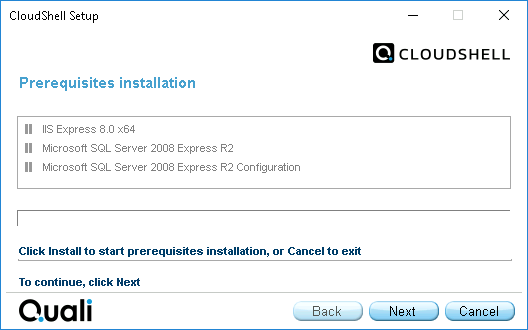 CloudShell Setup
CLOUDSHELL
Prerequisites installation
IIS Express 8.0 x64
Microsoft SQL Server 2008 Express R2
Microsoft SQL Server 2008 Express R2 Configuration
Click Install to start prerequisites installation, or Cancel to exit
To continue, click Next
Quali
Back Next Cancel